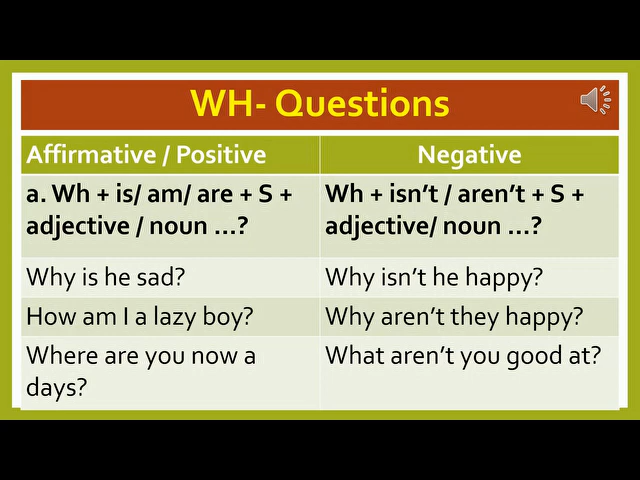 WH- Questions
Affirmative / Positive
Negative
a. Wh + is/ am/ are + S +
adjective / noun ...?
Wh + isn't / aren't + S +
adjective/ noun ...?
Why is he sad?
Why isn't he happy?
How am I a lazy boy?
Why aren't they happy?
Where are you now a
days?
What aren't you good at?